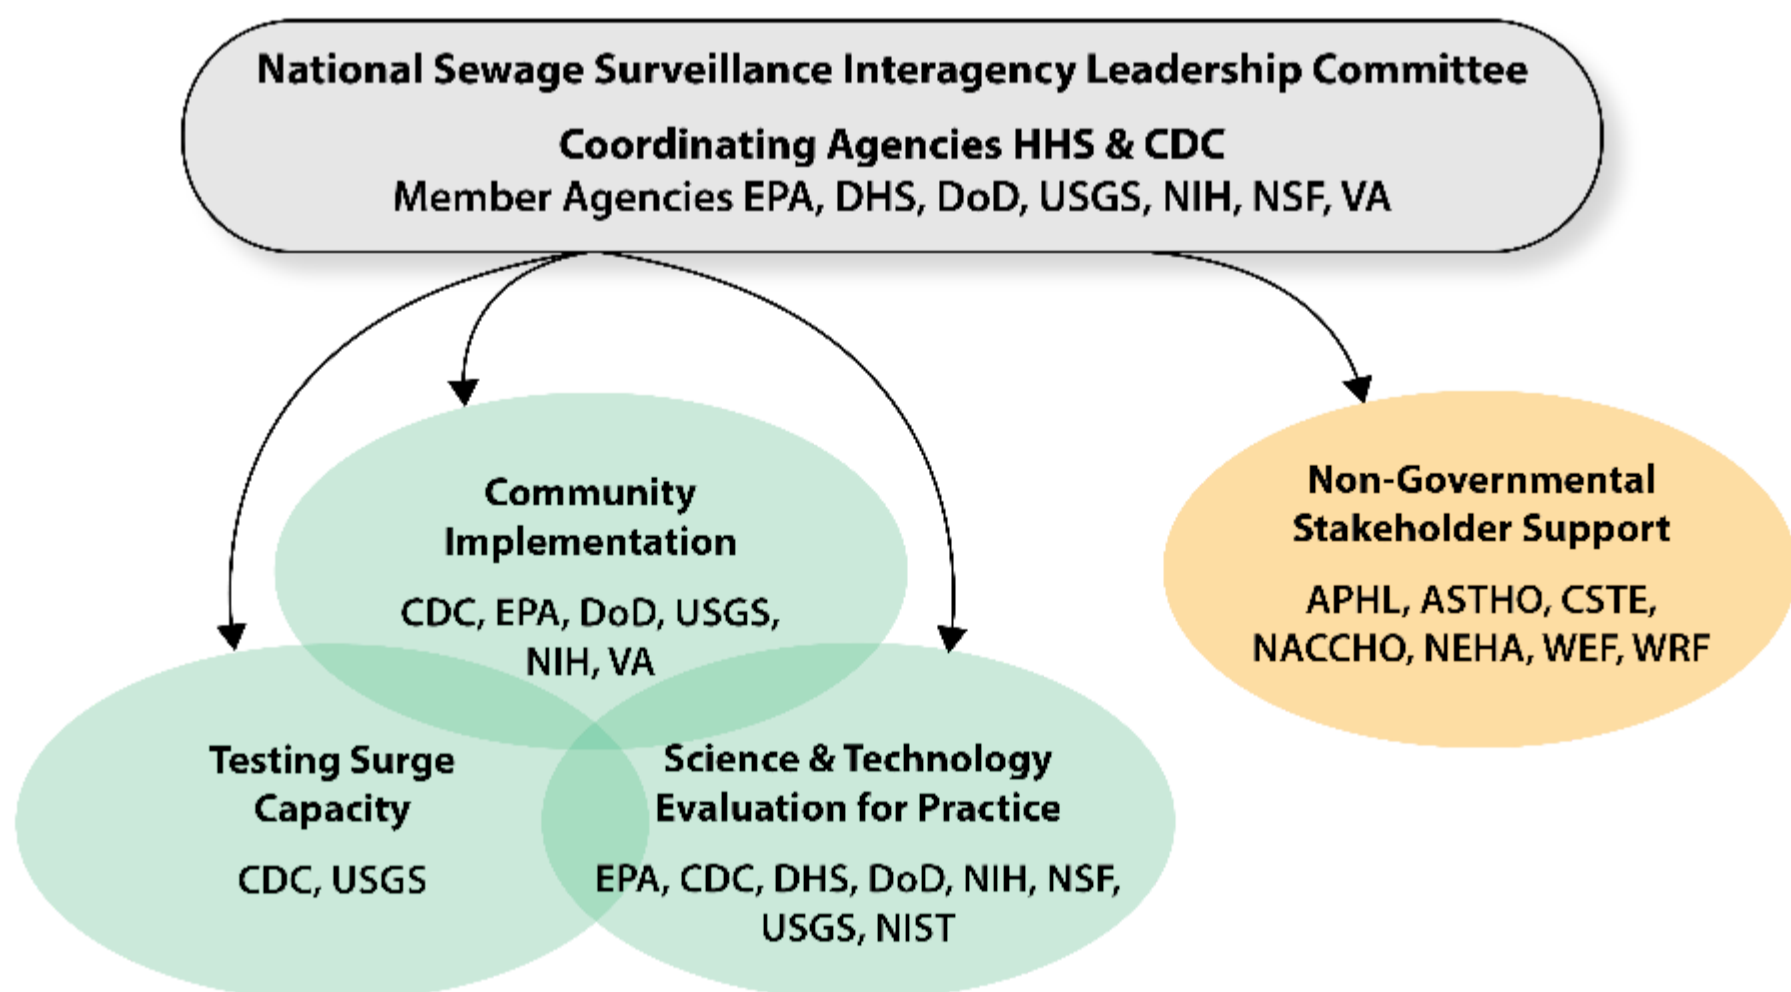 National Sewage Surveillance Interagency Leadership Committee
Coordinating Agencies HHS & CDC
Member Agencies EPA, DHS, DoD, USGS, NIH, NSF, VA
Community
Implementation
CDC, EPA, DoD, USGS,
NIH, VA
Non-Governmental
Stakeholder Support
APHL, ASTHO, CSTE,
NACCHO, NEHA, WEF, WRF
Testing Surge
Capacity
CDC, USGS
Science & Technology
Evaluation for Practice
EPA, CDC, DHS, DoD, NIH, NSF,
USGS, NIST